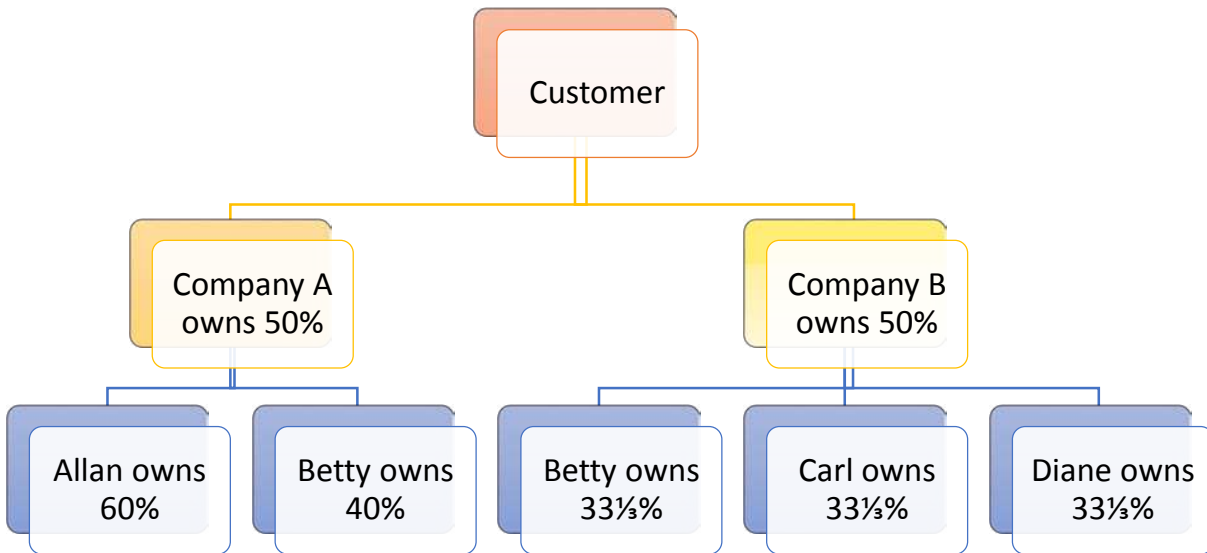 Customer
Company A
owns 50%
Company B
owns 50%
Allan owns
60%
Betty owns
40%
Betty owns
33⅓%
Carl owns
33⅓%
Diane owns
33⅓%